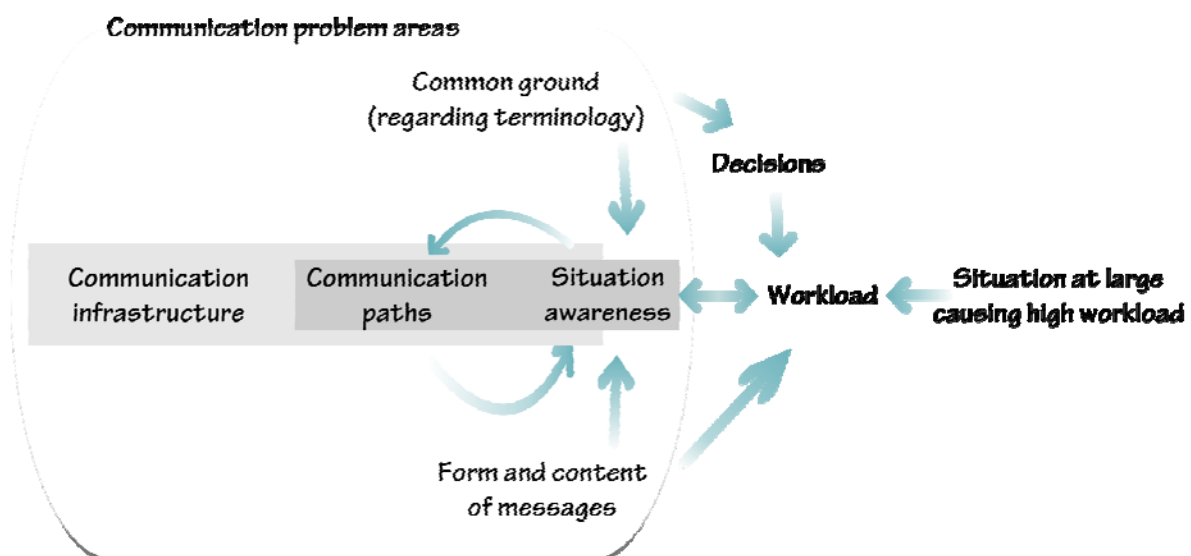 Communication problem areas
Common ground
(regarding terminology)
Decisions
Communication
infrastructure
Communication
paths
Situation
awareness
Workload
Situation at large
causing high workload
Form and content
of messages